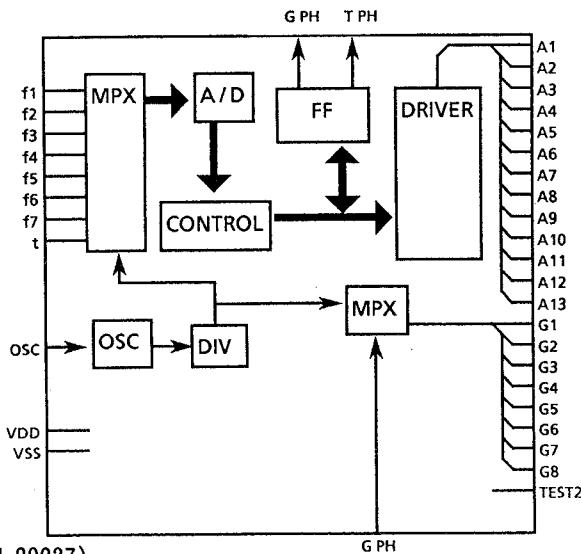 G PH T PH
f1
f2
f3
f4
f5
f6
f7
t
MPX
A/D
FF
DRIVER
CONTROL
A1
A2
A3
A4
A5
A6
A7
A8
A9
A10
A11
A12
A13
MPX
G1
G2
G3
G4
G5
G6
G7
G8
OSC
OSC
DIV
VDD
VSS
TEST2
G PH